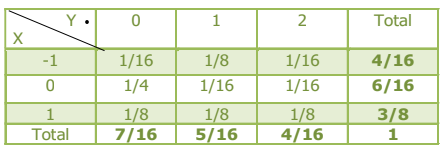 Y • 0 1 2 Total
X
-1 1/16 1/8 1/16 4/16
0 1/4 1/16 1/16 6/16
1 1/8 1/8 1/8 3/8
Total 7/16 5/16 4/16 1